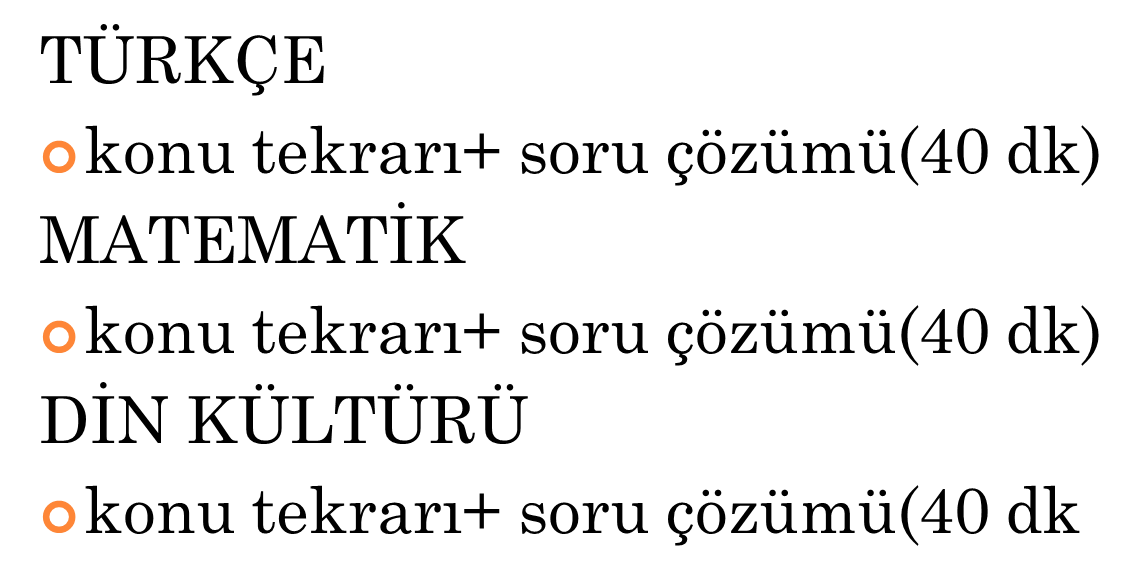 TÜRKÇE
konu tekrarı+ soru çözümü(40 dk)
MATEMATİK
konu tekrarı+ soru çözümü(40 dk)
DİN KÜLTÜRÜ
konu tekrarı+ soru çözümü(40 dk